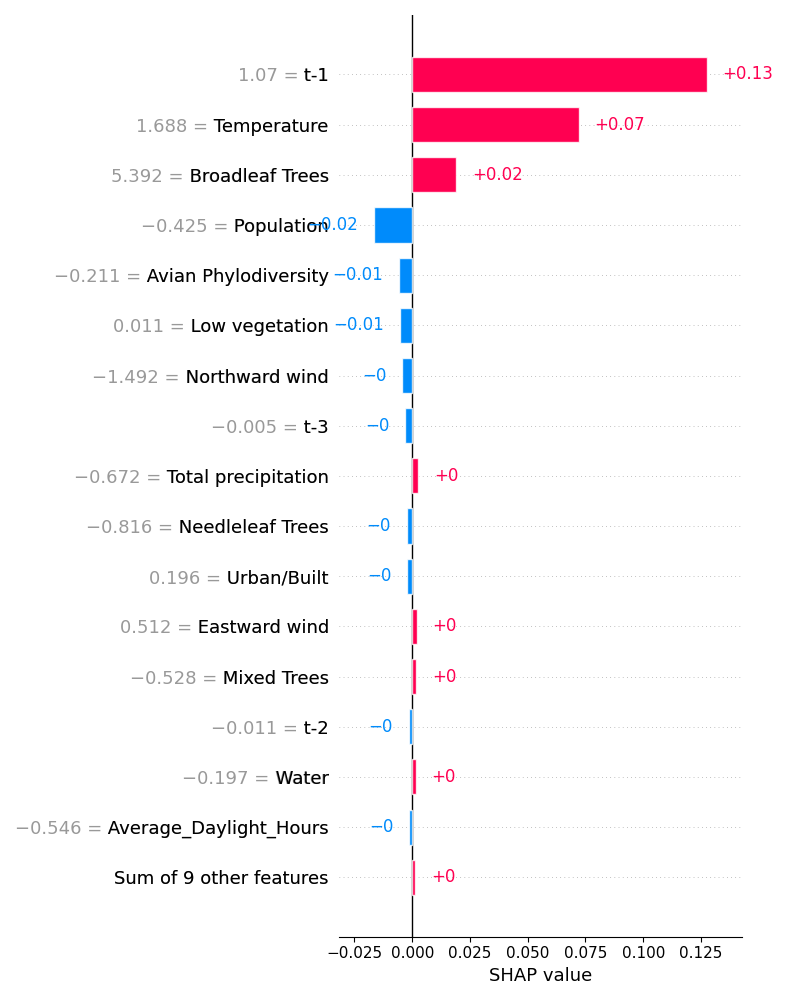 1.07 = t-1 +0.13
1.688 = Temperature +0.07
5.392 = Broadleaf Trees +0.02
−0.425 = Population −0.02
−0.211 = Avian Phylodiversity −0.01
0.011 = Low vegetation −0.01
−1.492 = Northward wind −0
−0.005 = t-3 −0
−0.672 = Total precipitation +0
−0.816 = Needleleaf Trees −0
0.196 = Urban/Built −0
0.512 = Eastward wind +0
−0.528 = Mixed Trees +0
−0.011 = t-2 −0
−0.197 = Water +0
−0.546 = Average_Daylight_Hours −0
Sum of 9 other features +0
−0.025 0.000 0.025 0.050 0.075 0.100 0.125
SHAP value